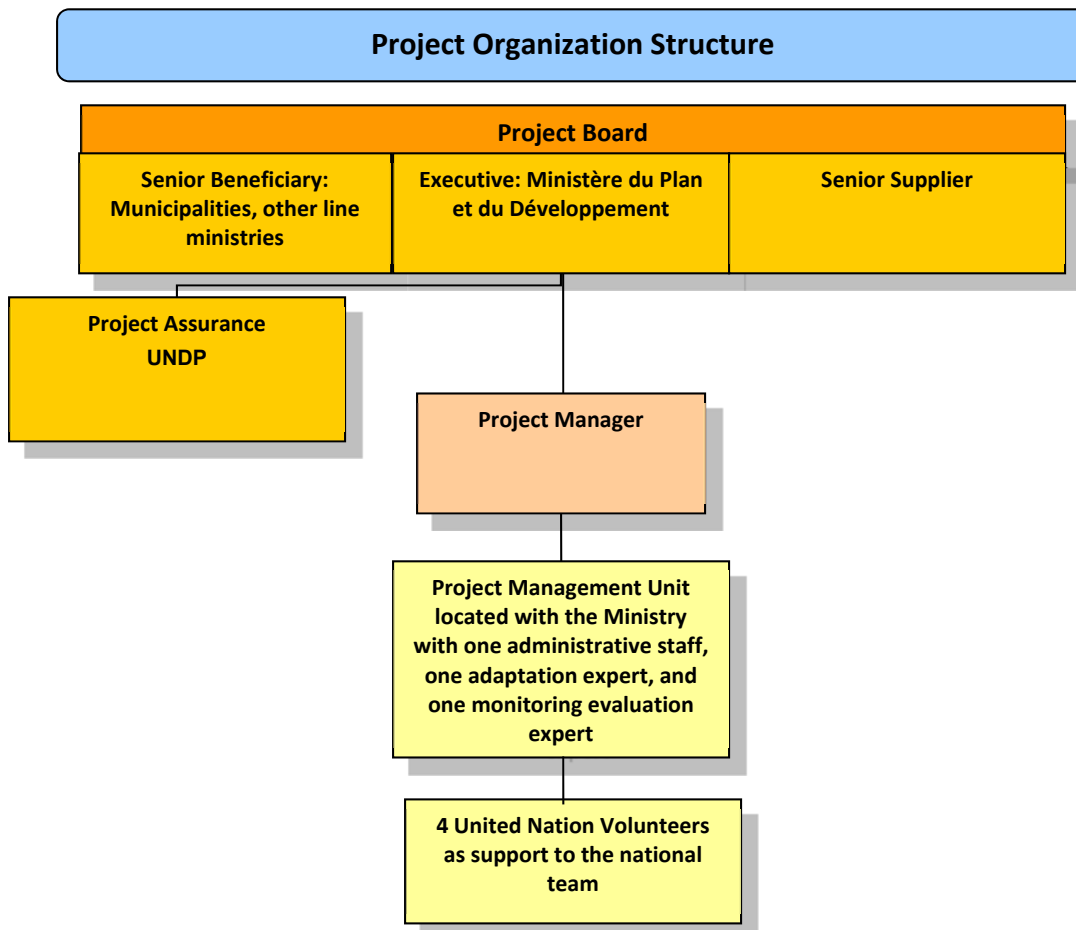 Project Organization Structure
Project Board
Senior Beneficiary:
Municipalities, other line
ministries
Executive: Ministère du Plan
et du Développement
Senior Supplier
Project Assurance
UNDP
Project Manager
Project Management Unit
located with the Ministry
with one administrative staff,
one adaptation expert, and
one monitoring evaluation
expert
4 United Nation Volunteers
as support to the national
team